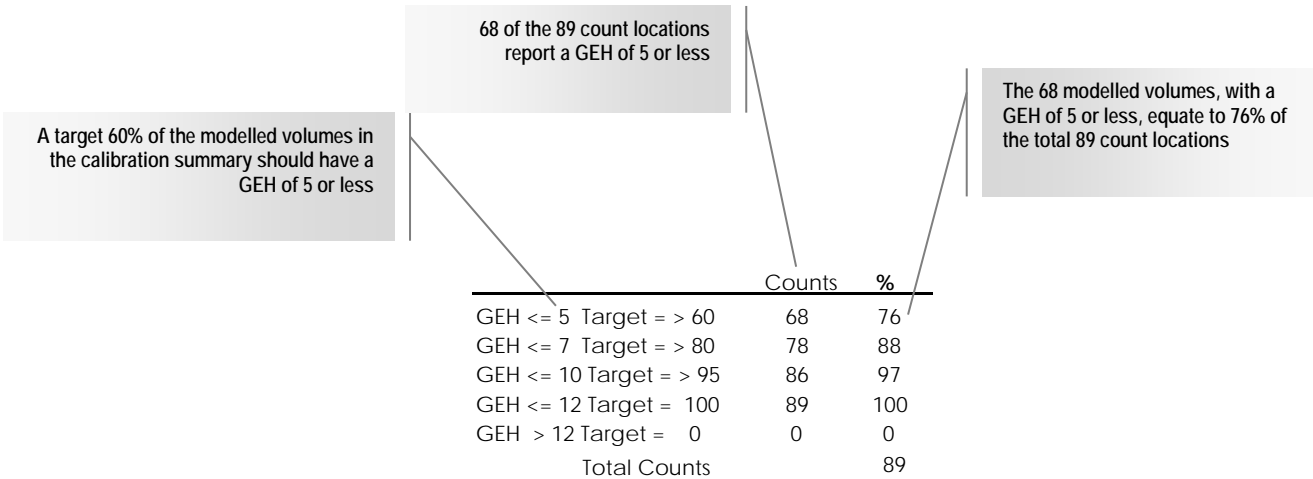 68 of the 89 count locations
report a GEH of 5 or less
The 68 modelled volumes, with a
GEH of 5 or less, equate to 76% of
the total 89 count locations
A target 60% of the modelled volumes in
the calibration summary should have a
GEH of 5 or less
Counts %
GEH <= 5 Target = > 60 68 76
GEH <= 7 Target = > 80 78 88
GEH <= 10 Target = > 95 86 97
GEH <= 12 Target = 100 89 100
GEH > 12 Target = 0 0 0
Total Counts 89